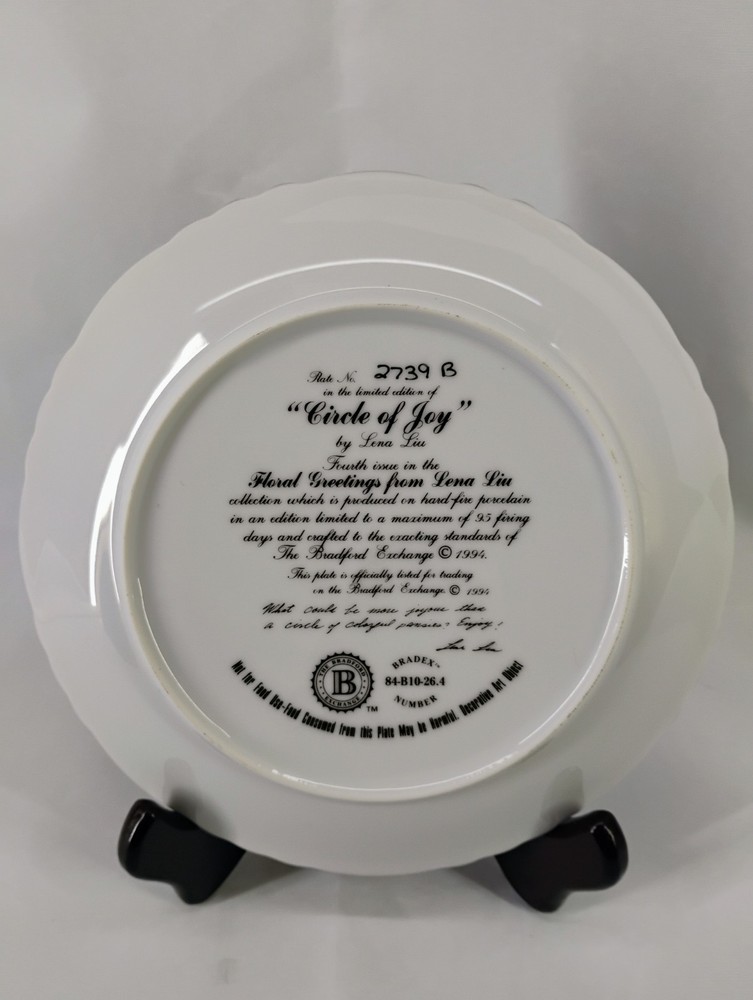 Plate No. 2739 B
in the limited edition of
"Circle of Joy"
by Lena Liu
Fourth issue in the
Floral Greetings from Lena Liu
collection which is produced on hard-fire porcelain
in an edition limited to a maximum of 95 firing
days and crafted to the exacting standards of
The Bradford Exchange © 1994.
This plate is officially listed for trading
on the Bradford Exchange © 1994
What could be more joyous than
a circle of colorful pansies? Enjoy!
Lena Liu
THE BRADFORD
B
EXCHANGE
TM
BRADEX™
84-B10-26.4
NUMBER
Not For Food Use-Food Consumed from this Plate May be Harmful. Decorative Art Object